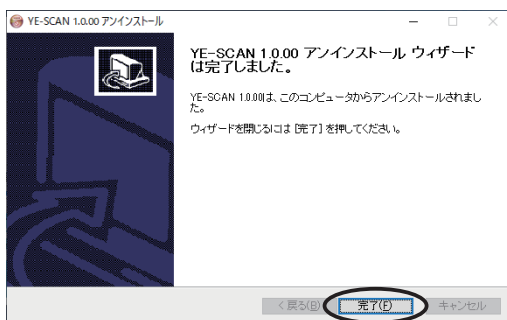 YE-SCAN 1.0.00 アンインストール
YE-SCAN 1.0.00 アンインストール ウィザード
は完了しました。
YE-SCAN 1.0.00は、このコンピュータからアンインストールされまし
た。
ウィザードを閉じるには [完了] を押してください。
< 戻る(B) 完了(F) キャンセル